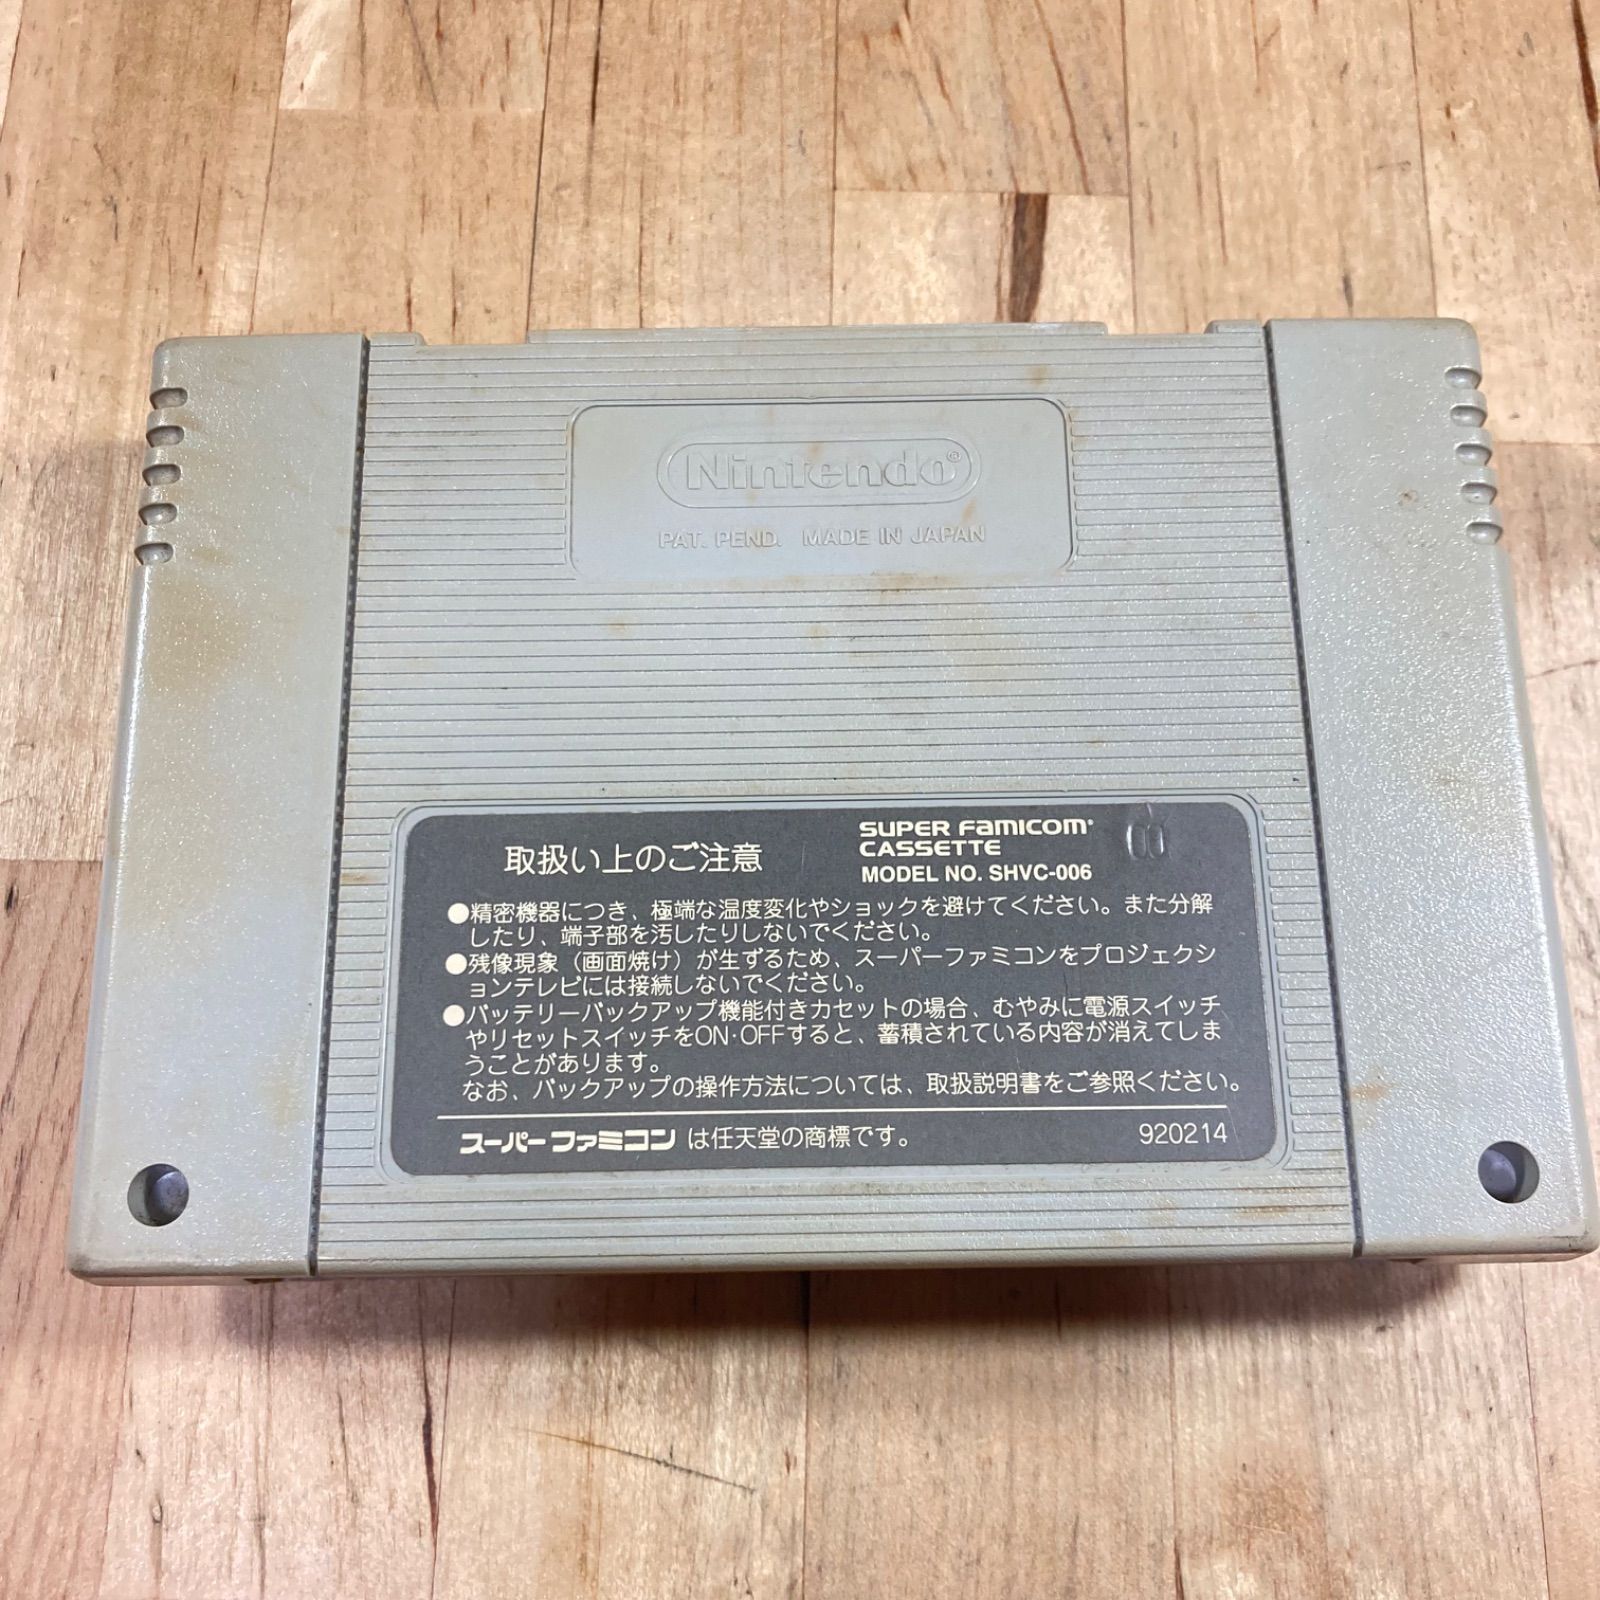 Nintendo®
PAT. PEND. MADE IN JAPAN
取扱い上のご注意
SUPER FAMICOM®
CASSETTE
MODEL NO. SHVC-006
●精密機器につき、極端な温度変化やショックを避けてください。また分解
したり、端子部を汚したりしないでください。
●残像現象（画面焼け）が生ずるため、スーパーファミコンをプロジェクシ
ョンテレビには接続しないでください。
●バッテリーバックアップ機能付きカセットの場合、むやみに電源スイッチ
やリセットスイッチをON・OFFすると、蓄積されている内容が消えてしま
うことがあります。
なお、バックアップの操作方法については、取扱説明書をご参照ください。
スーパーファミコン は任天堂の商標です。
920214